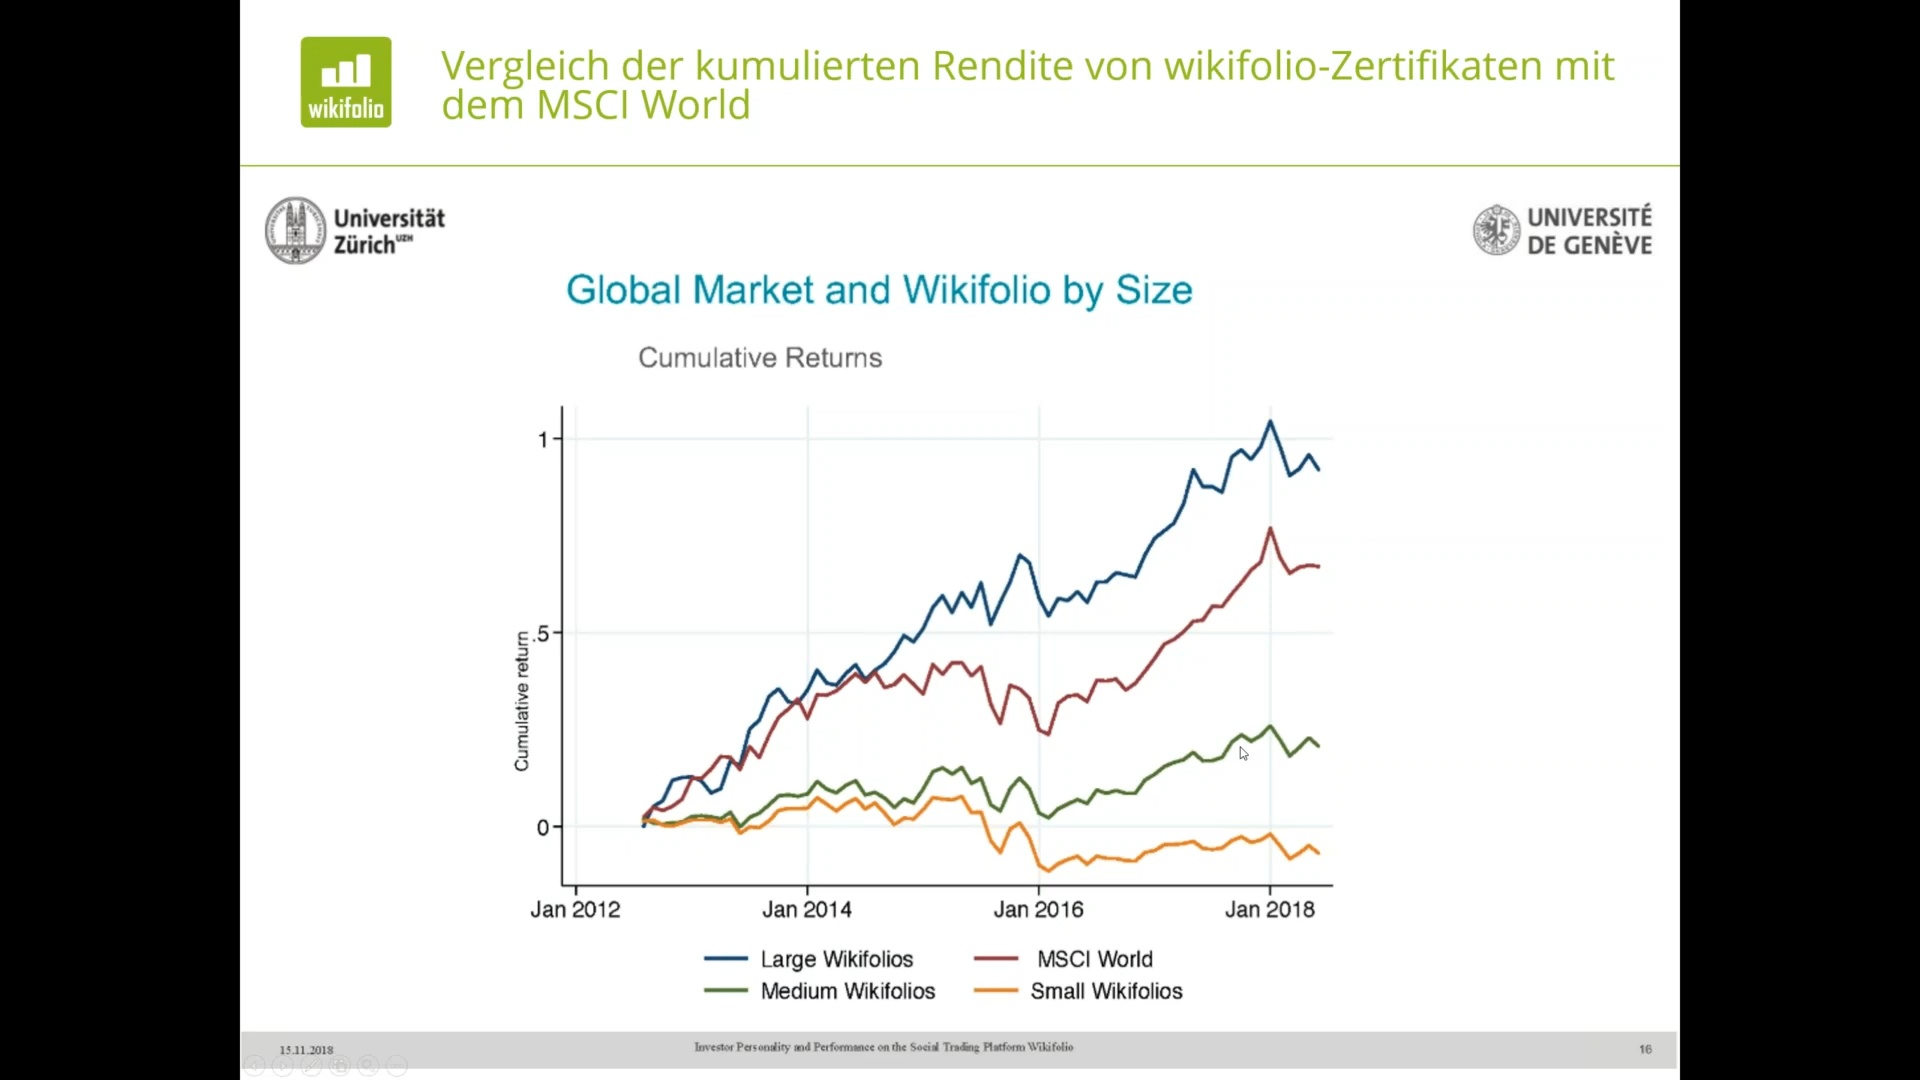 wikifolio
Vergleich der kumulierten Rendite von wikifolio-Zertifikaten mit
dem MSCI World
Universität
Zürich UZH
UNIVERSITÉ
DE GENÈVE
Global Market and Wikifolio by Size
Cumulative Returns
Cumulative return
1
.5
0
Jan 2012
Jan 2014
Jan 2016
Jan 2018
Large Wikifolios
MSCI World
Medium Wikifolios
Small Wikifolios
15.11.2018
Investor Personality and Performance on the Social Trading Platform Wikifolio
16